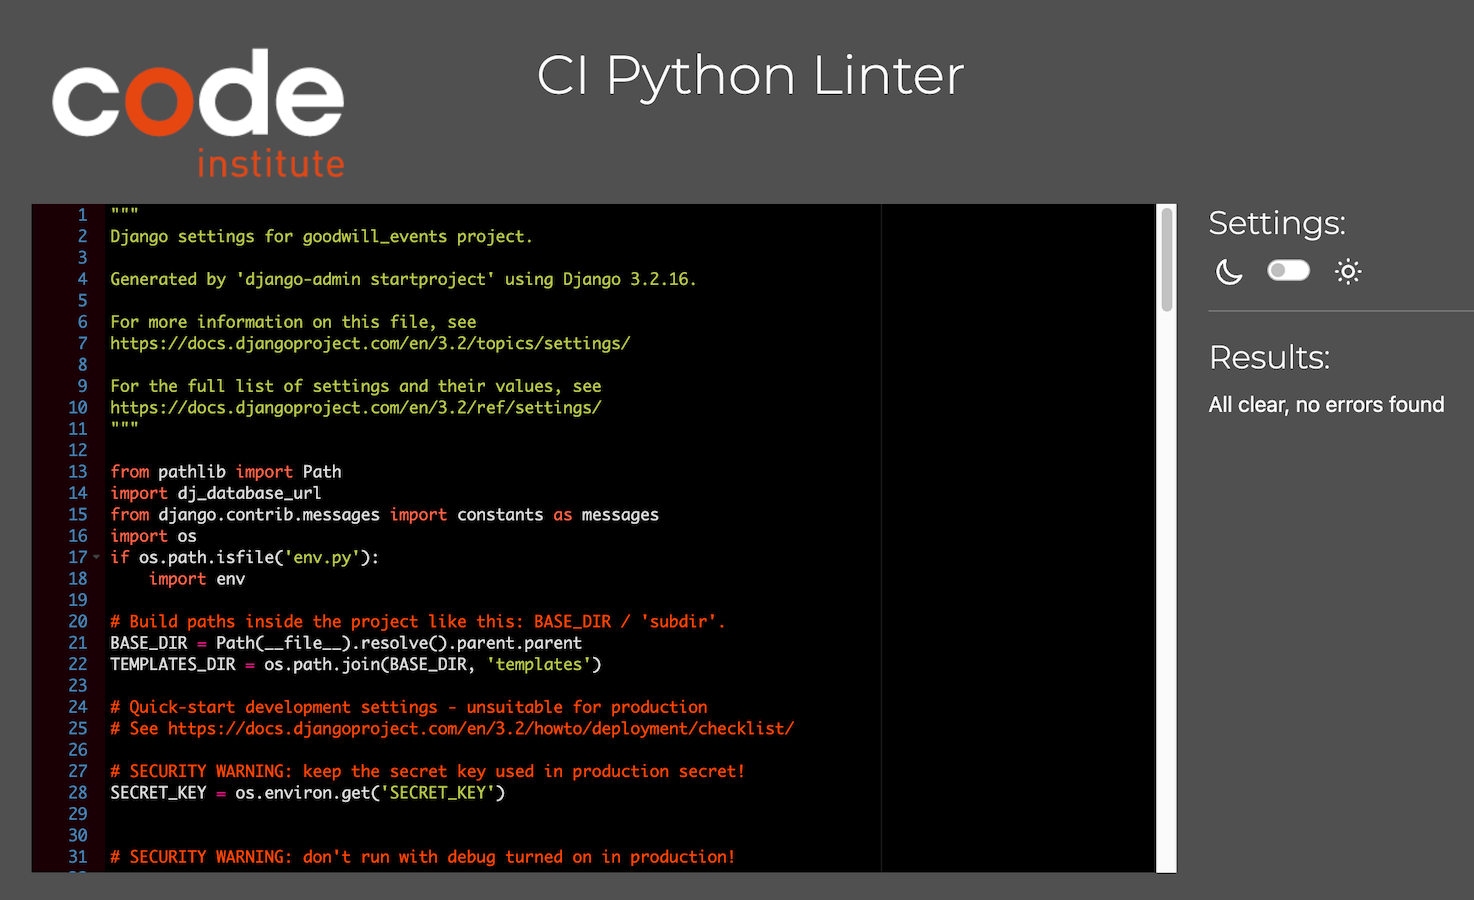 code
institute
CI Python Linter
1 """
2 Django settings for goodwill_events project.
3
4 Generated by 'django-admin startproject' using Django 3.2.16.
5
6 For more information on this file, see
7 https://docs.djangoproject.com/en/3.2/topics/settings/
8
9 For the full list of settings and their values, see
10 https://docs.djangoproject.com/en/3.2/ref/settings/
11 """
12
13 from pathlib import Path
14 import dj_database_url
15 from django.contrib.messages import constants as messages
16 import os
17 if os.path.isfile('env.py'):
18     import env
19
20 # Build paths inside the project like this: BASE_DIR / 'subdir'.
21 BASE_DIR = Path(__file__).resolve().parent.parent
22 TEMPLATES_DIR = os.path.join(BASE_DIR, 'templates')
23
24 # Quick-start development settings - unsuitable for production
25 # See https://docs.djangoproject.com/en/3.2/howto/deployment/checklist/
26
27 # SECURITY WARNING: keep the secret key used in production secret!
28 SECRET_KEY = os.environ.get('SECRET_KEY')
29
30
31 # SECURITY WARNING: don't run with debug turned on in production!
Settings:
Results:
All clear, no errors found